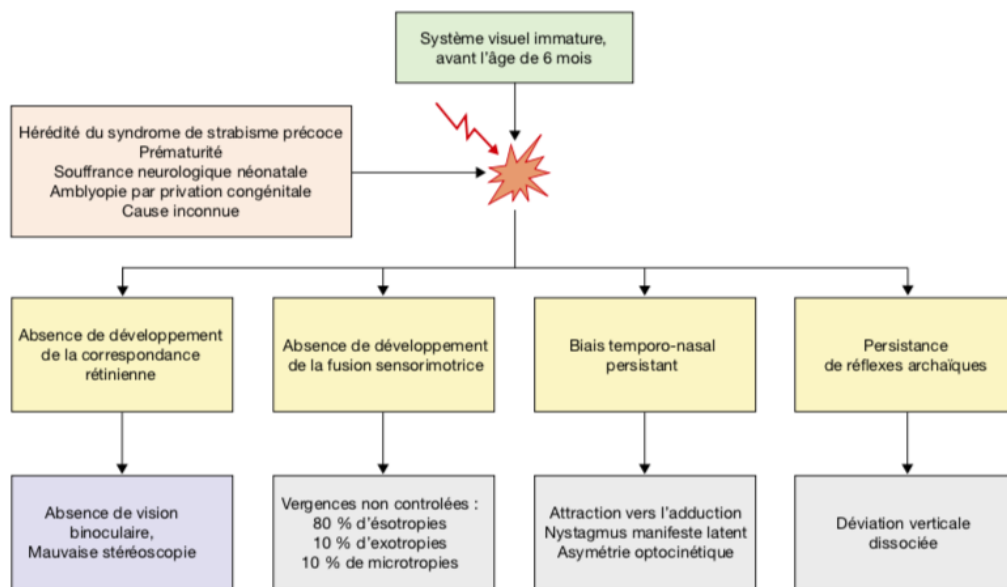 Système visuel immature,
avant l'âge de 6 mois
Hérédité du syndrome de strabisme précoce
Prématurité
Souffrance neurologique néonatale
Amblyopie par privation congénitale
Cause inconnue
Absence de développement
de la correspondance
rétinienne
Absence de développement
de la fusion sensorimotrice
Biais temporo-nasal
persistant
Persistance
de réflexes archaïques
Absence de vision
binoculaire,
Mauvaise stéréoscopie
Vergences non controlées :
80 % d'ésotropies
10 % d'exotropies
10 % de microtropies
Attraction vers l'adduction
Nystagmus manifeste latent
Asymétrie optocinétique
Déviation verticale
dissociée